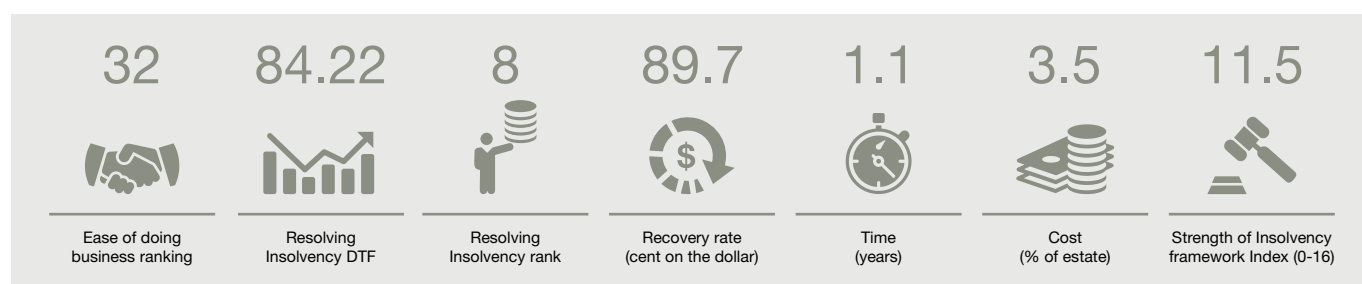 32
84.22
8
89.7
1.1
3.5
11.5
$
Ease of doing
business ranking
Resolving
Insolvency DTF
Resolving
Insolvency rank
Recovery rate
(cent on the dollar)
Time
(years)
Cost
(% of estate)
Strength of Insolvency
framework Index (0-16)